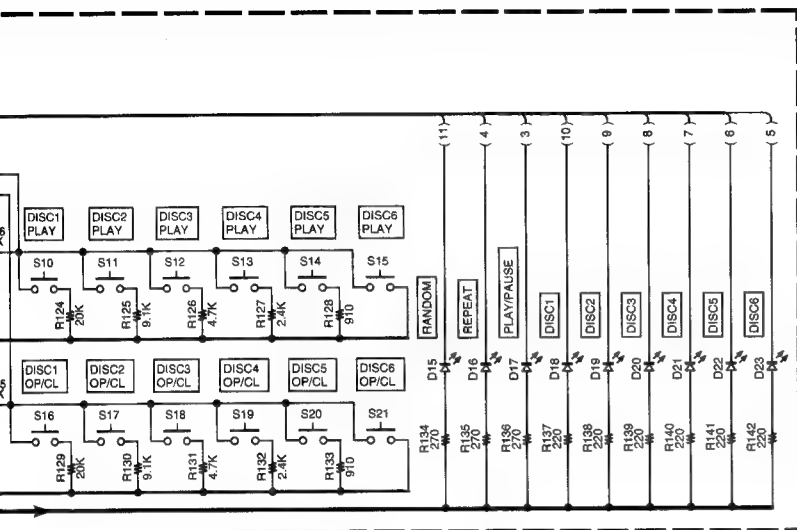 (11)
(4)
(3)
(10)
(9)
(8)
(7)
(6)
(5)
DISC1 PLAY
DISC2 PLAY
DISC3 PLAY
DISC4 PLAY
DISC5 PLAY
DISC6 PLAY
S10
S11
S12
S13
S14
S15
R124 20K
R125 9.1K
R126 4.7K
R127 2.4K
R128 910
DISC1 OP/CL
DISC2 OP/CL
DISC3 OP/CL
DISC4 OP/CL
DISC5 OP/CL
DISC6 OP/CL
S16
S17
S18
S19
S20
S21
R129 20K
R130 9.1K
R131 4.7K
R132 2.4K
R133 910
RANDOM
REPEAT
PLAY/PAUSE
DISC1
DISC2
DISC3
DISC4
DISC5
DISC6
D15
D16
D17
D18
D19
D20
D21
D22
D23
R134 270
R135 270
R136 270
R137 220
R138 220
R139 220
R140 220
R141 220
R142 220